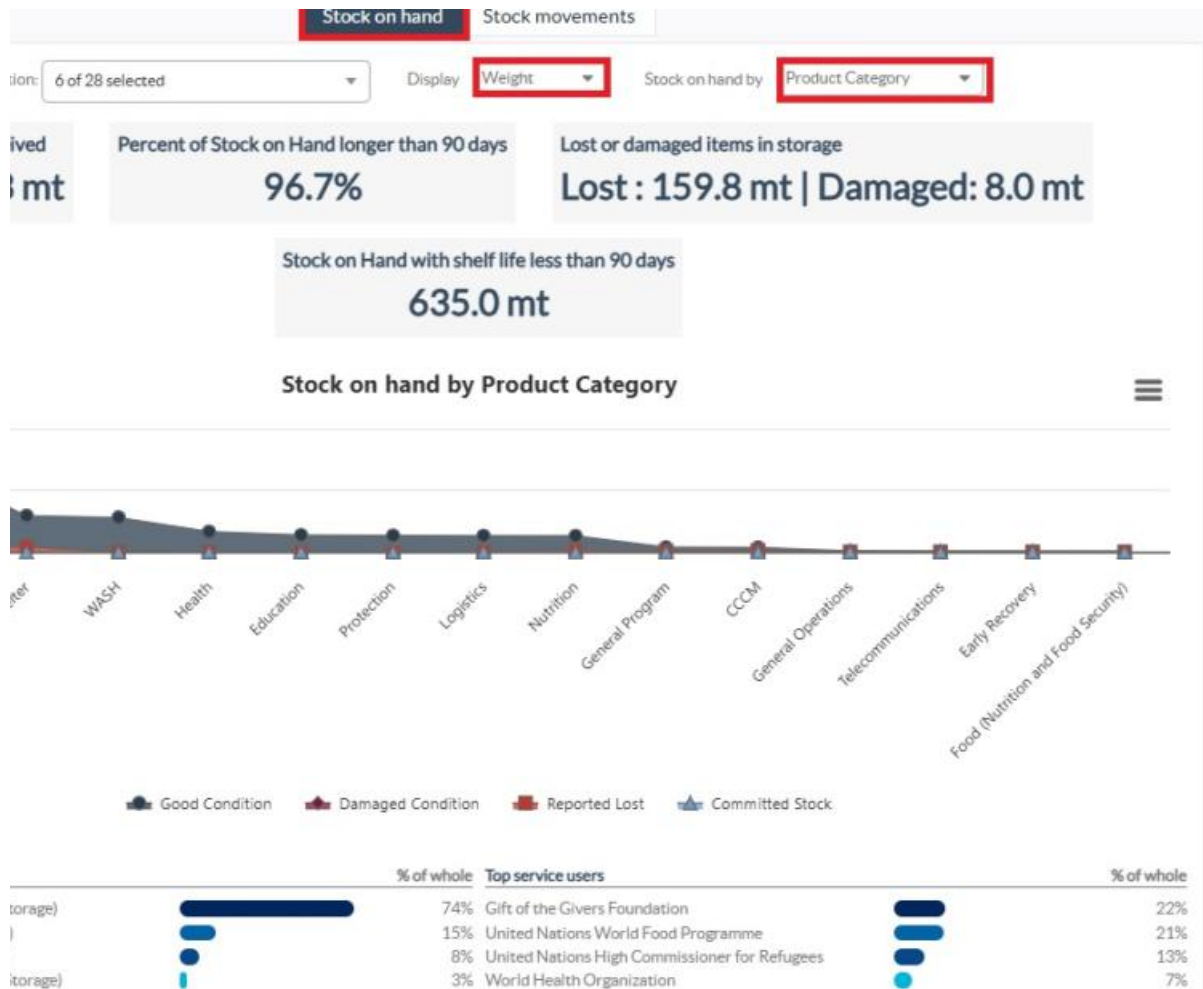 Stock on hand Stock movements
tion: 6 of 28 selected Display Weight Stock on hand by Product Category
ived Percent of Stock on Hand longer than 90 days Lost or damaged items in storage
mt 96.7% Lost : 159.8 mt | Damaged: 8.0 mt
Stock on Hand with shelf life less than 90 days
635.0 mt
Stock on hand by Product Category
WASH Health Education Protection Logistics Nutrition General Program CCCM General Operations Telecommunications Early Recovery Food (Nutrition and Food Security)
Good Condition Damaged Condition Reported Lost Committed Stock
% of whole Top service users % of whole
torage) 74% Gift of the Givers Foundation 22%
) 15% United Nations World Food Programme 21%
8% United Nations High Commissioner for Refugees 13%
torage) 3% World Health Organization 7%